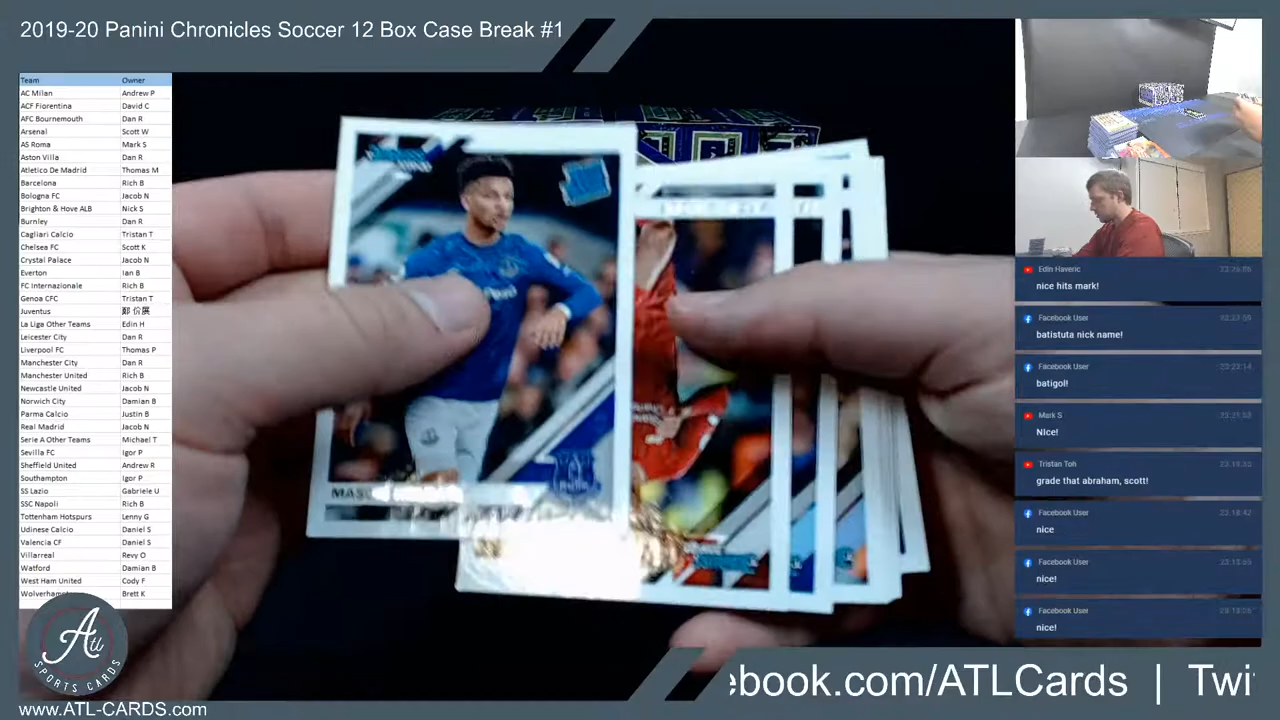 2019-20 Panini Chronicles Soccer 12 Box Case Break #1
Team Owner
AC Milan Andrew P
ACF Fiorentina David C
AFC Bournemouth Dan R
Arsenal Scott W
AS Roma Mark S
Aston Villa Dan R
Atletico De Madrid Thomas M
Barcelona Rich B
Bologna FC Jacob N
Brighton & Hove ALB Nick S
Burnley Dan R
Cagliari Calcio Tristan T
Chelsea FC Scott K
Crystal Palace Jacob N
Everton Ian B
FC Internazionale Rich B
Genoa CFC Tristan T
Juventus
La Liga Other Teams Edin H
Leicester City Dan R
Liverpool FC Thomas P
Manchester City Dan R
Manchester United Rich B
Newcastle United Jacob N
Norwich City Damian B
Parma Calcio Justin B
Real Madrid Jacob N
Serie A Other Teams Michael T
Sevilla FC Igor P
Sheffield United Andrew R
Southampton Igor P
SS Lazio Gabriele U
SSC Napoli Rich B
Tottenham Hotspurs Lenny G
Udinese Calcio Daniel S
Valencia CF Daniel S
Villarreal Revy O
Watford Damian B
West Ham United Cody F
Wolverham Brett K
Atl
SPORTS CARDS
www.ATL-CARDS.com
Edin Haveric
nice hits mark!
Facebook User
batistuta nick name!
Facebook User
batigol!
Mark S
Nice!
Tristan Toh
grade that abraham, scott!
Facebook User
nice
Facebook User
nice!
Facebook User
nice!
ebook.com/ATLCards | Twi